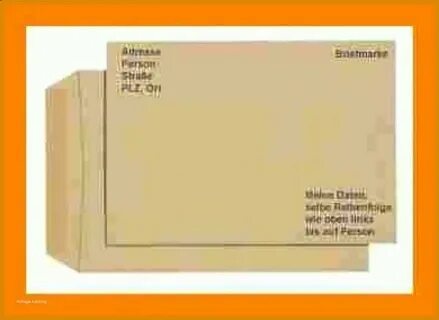 Adresse
Person
Straße
PLZ, Ort
Briefmarke
Meine Daten,
selbe Reihenfolge
wie oben links
bis auf Person